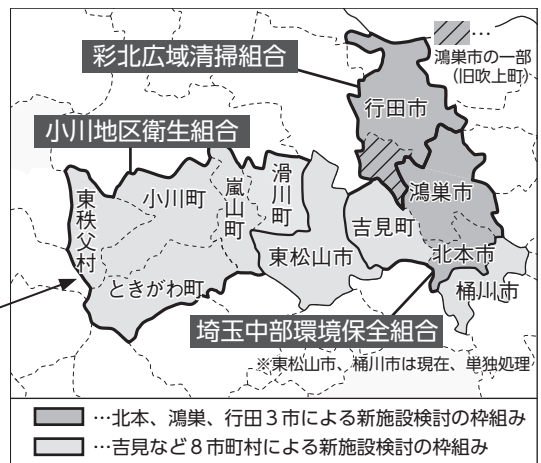 彩北広域清掃組合
…
鴻巣市の一部
(旧吹上町)
行田市
小川地区衛生組合
滑川町
嵐山町
小川町
東秩父村
鴻巣市
吉見町
東松山市
北本市
ときがわ町
桶川市
埼玉中部環境保全組合
※東松山市、桶川市は現在、単独処理
…北本、鴻巣、行田3市による新施設検討の枠組み
…吉見など8市町村による新施設検討の枠組み